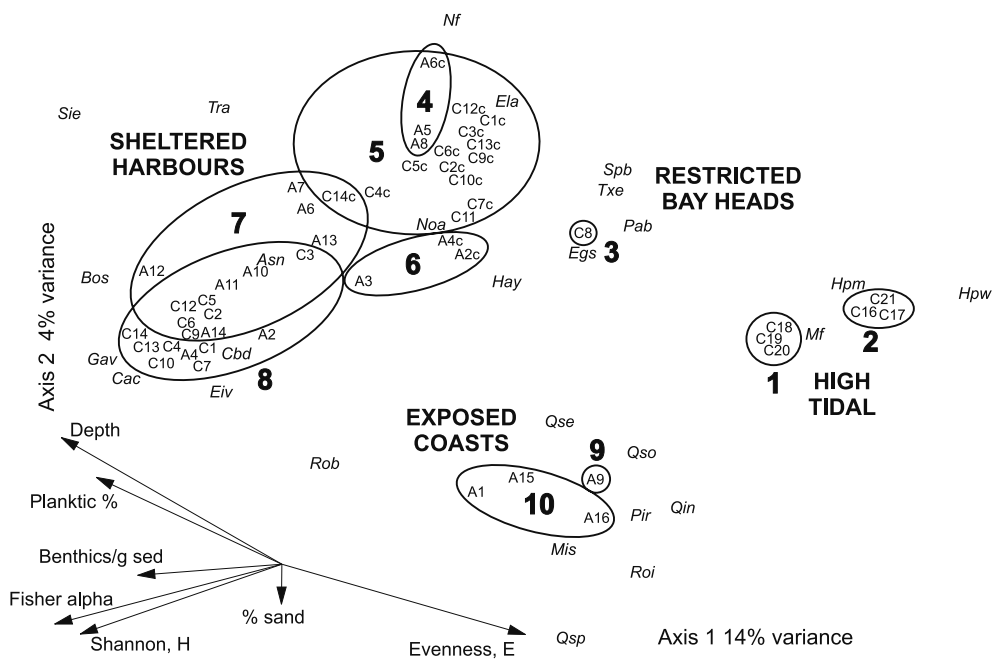 Nf
A6c
4
A5
A8
C12c
Ela
C1c
C3c
C13c
C6c
C9c
C5c
C2c
C10c
5
Sie
Tra
SHELTERED
HARBOURS
A7
C14c
C4c
C7c
C11
Noa
A6
7
A13
C3
A4c
A2c
6
A3
Hay
Spb
Txe
RESTRICTED
BAY HEADS
Pab
C8
Egs
3
Bos
A12
Asn
A10
A11
C5
C12
C2
C6
C9
A14
A2
C14
C13
C4
C1
A4
Cbd
C10
C7
Gav
Cac
Eiv
8
Hpm
Hpw
C21
C16
C17
2
C18
C19
C20
Mf
1
HIGH
TIDAL
Axis 2 4% variance
EXPOSED
COASTS
Qse
9
Qso
A9
A15
A1
10
A16
Pir
Qin
Mis
Roi
Rob
Depth
Planktic %
Benthics/g sed
Fisher alpha
Shannon, H
% sand
Evenness, E
Qsp
Axis 1 14% variance